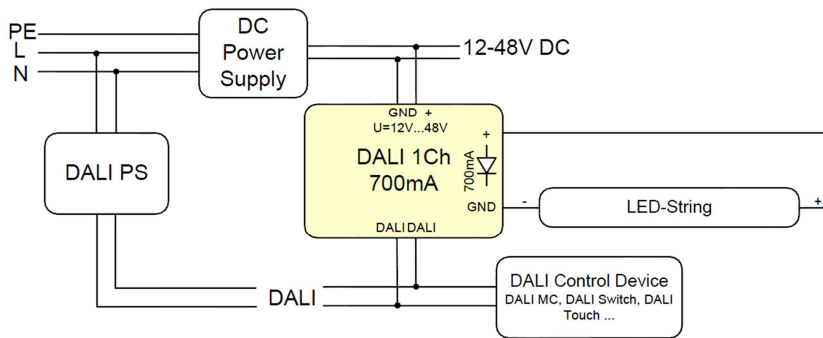 PE
L
N
DC
Power
Supply
12-48V DC
GND +
U=12V...48V
DALI 1Ch
700mA
+
700mA
GND
DALI DALI
DALI PS
-
LED-String
+
DALI
DALI Control Device
DALI MC, DALI Switch, DALI
Touch ...